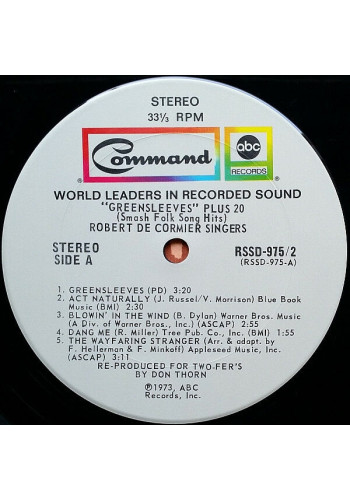 STEREO
33⅓ RPM
Command
abc
RECORDS
WORLD LEADERS IN RECORDED SOUND
"GREENSLEEVES" PLUS 20
(Smash Folk Song Hits)
ROBERT DE CORMIER SINGERS
STEREO
SIDE A
RSSD-975/2
(RSSD-975-A)
1. GREENSLEEVES (PD) 3:20
2. ACT NATURALLY (J. Russel/V. Morrison) Blue Book
Music (BMI) 2:00
3. BLOWIN' IN THE WIND (B. Dylan) Warner Bros. Music
(A Div. of Warner Bros., Inc.) (ASCAP) 2:55
4. DANG ME (R. Miller) Tree Pub. Co., Inc. (BMI) 1:55
5. THE WAYFARING STRANGER (Arr. & adapt. by
F. Hellerman & F. Minkoff) Appleseed Music, Inc.
(ASCAP) 3:11
RE-PRODUCED FOR TWO-FER'S BY
DON THORN
Ⓟ1973, ABC
Records, Inc.